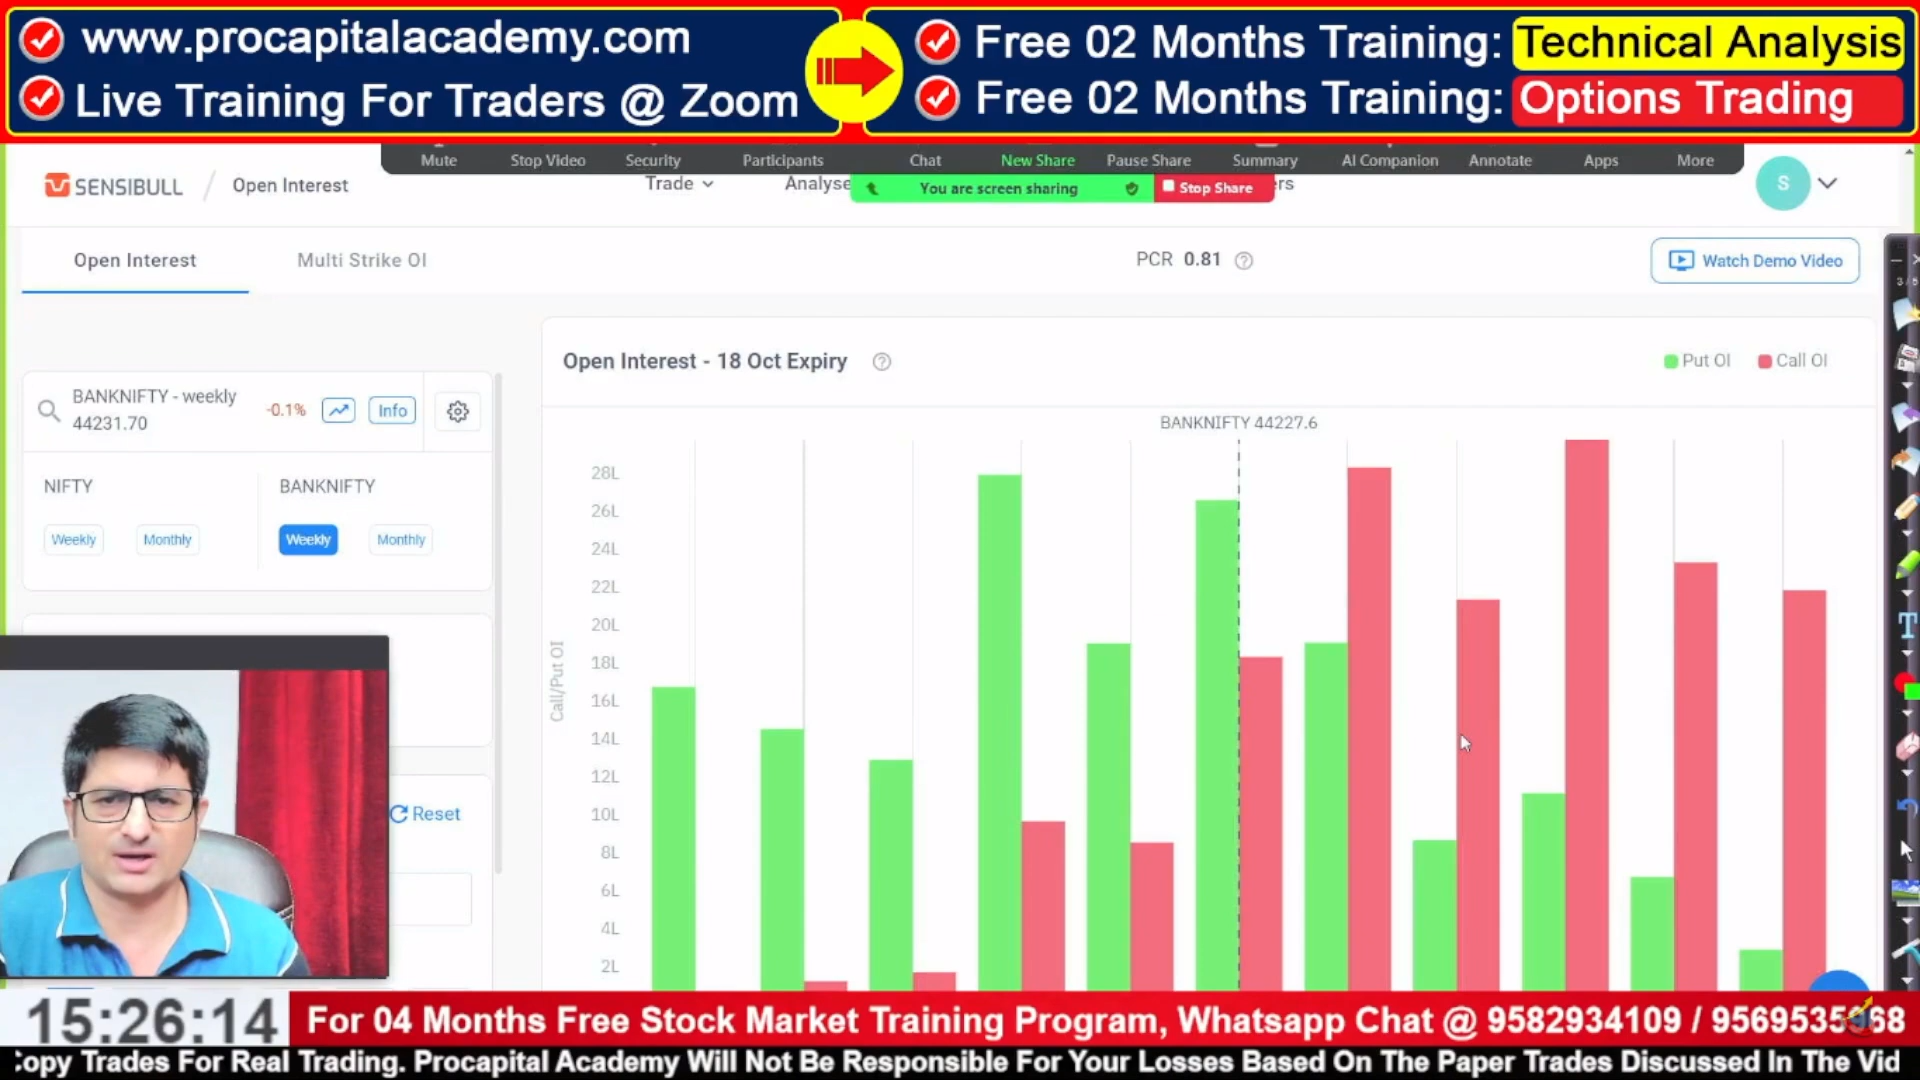 www.procapitalacademy.com
Live Training For Traders @ Zoom
Free 02 Months Training: Technical Analysis
Free 02 Months Training: Options Trading
Mute
Stop Video
Security
Participants
Chat
New Share
Pause Share
Summary
AI Companion
Annotate
Apps
More
SENSIBULL / Open Interest
Trade
Analyse
You are screen sharing
Stop Share
S
Open Interest
Multi Strike OI
PCR 0.81
Watch Demo Video
BANKNIFTY - weekly
44231.70
-0.1%
Info
NIFTY
BANKNIFTY
Weekly
Monthly
Weekly
Monthly
Reset
Open Interest - 18 Oct Expiry
Put OI
Call OI
BANKNIFTY 44227.6
Call/Put OI
28L
26L
24L
22L
20L
18L
16L
14L
12L
10L
8L
6L
4L
2L
15:26:14
For 04 Months Free Stock Market Training Program, Whatsapp Chat @ 9582934109 /
Trades For Real Trading. Procapital Academy Will Not Be Responsible For Your Losses Based On The Paper Trades Discussed In The